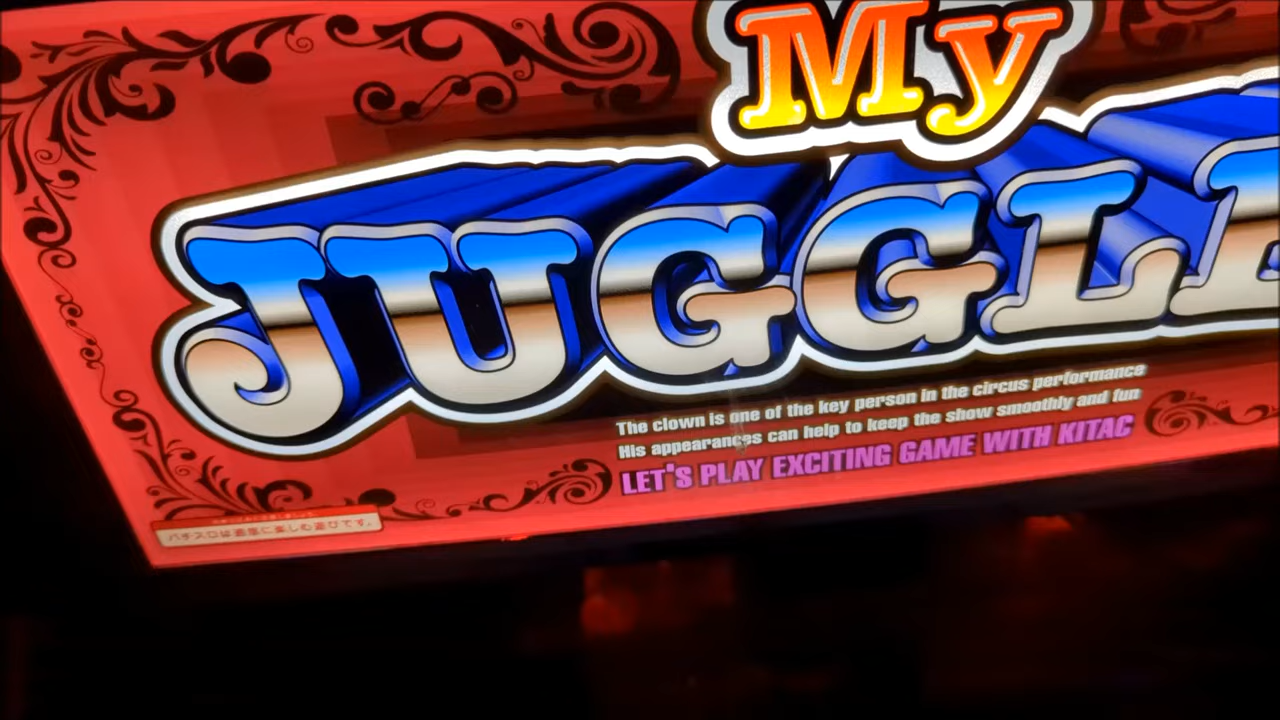 My
JUGGLE
The clown is one of the key person in the circus performance
His appearances can help to keep the show smoothly and fun
LET'S PLAY EXCITING GAME WITH KITAC
パチスロは適度に楽しむ遊びです。